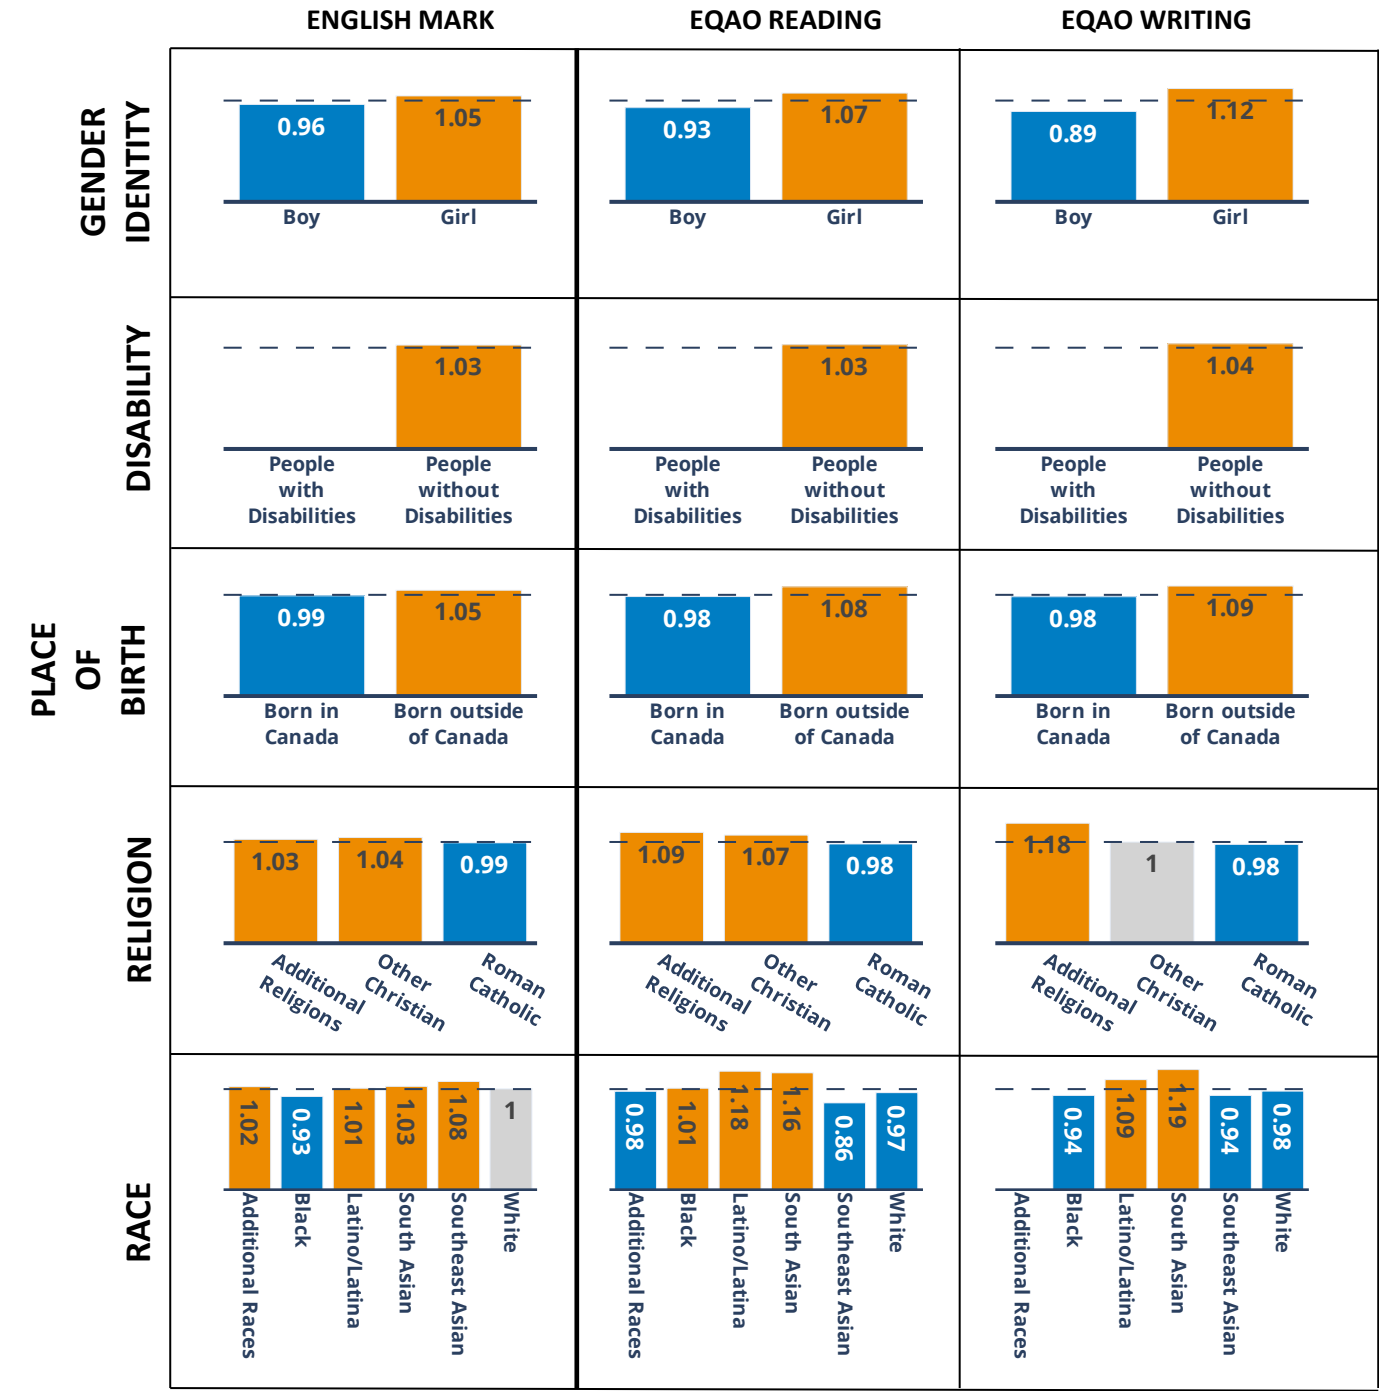 ENGLISH MARK EQAO READING EQAO WRITING
GENDER
IDENTITY
0.96 1.05 0.93 1.07 0.89 1.12
Boy Girl Boy Girl Boy Girl
DISABILITY
1.03 1.03 1.04
People People People People People People
with without with without with without
Disabilities Disabilities Disabilities Disabilities Disabilities Disabilities
PLACE
OF
BIRTH
0.99 1.05 0.98 1.08 0.98 1.09
Born in Born outside Born in Born outside Born in Born outside
Canada of Canada Canada of Canada Canada of Canada
RELIGION
1.03 1.04 0.99 1.09 1.07 0.98 1.18 1 0.98
Additional Other Roman Additional Other Roman Additional Other Roman
Religions Christian Catholic Religions Christian Catholic Religions Christian Catholic
RACE
1.02 0.93 1.01 1.03 1.08 1 0.98 1.01 1.18 1.16 0.86 0.97 0.94 1.09 1.19 0.94 0.98
Additional Races Black Latino/Latina South Asian Southeast Asian White Additional Races Black Latino/Latina South Asian Southeast Asian White Additional Races Black Latino/Latina South Asian Southeast Asian White